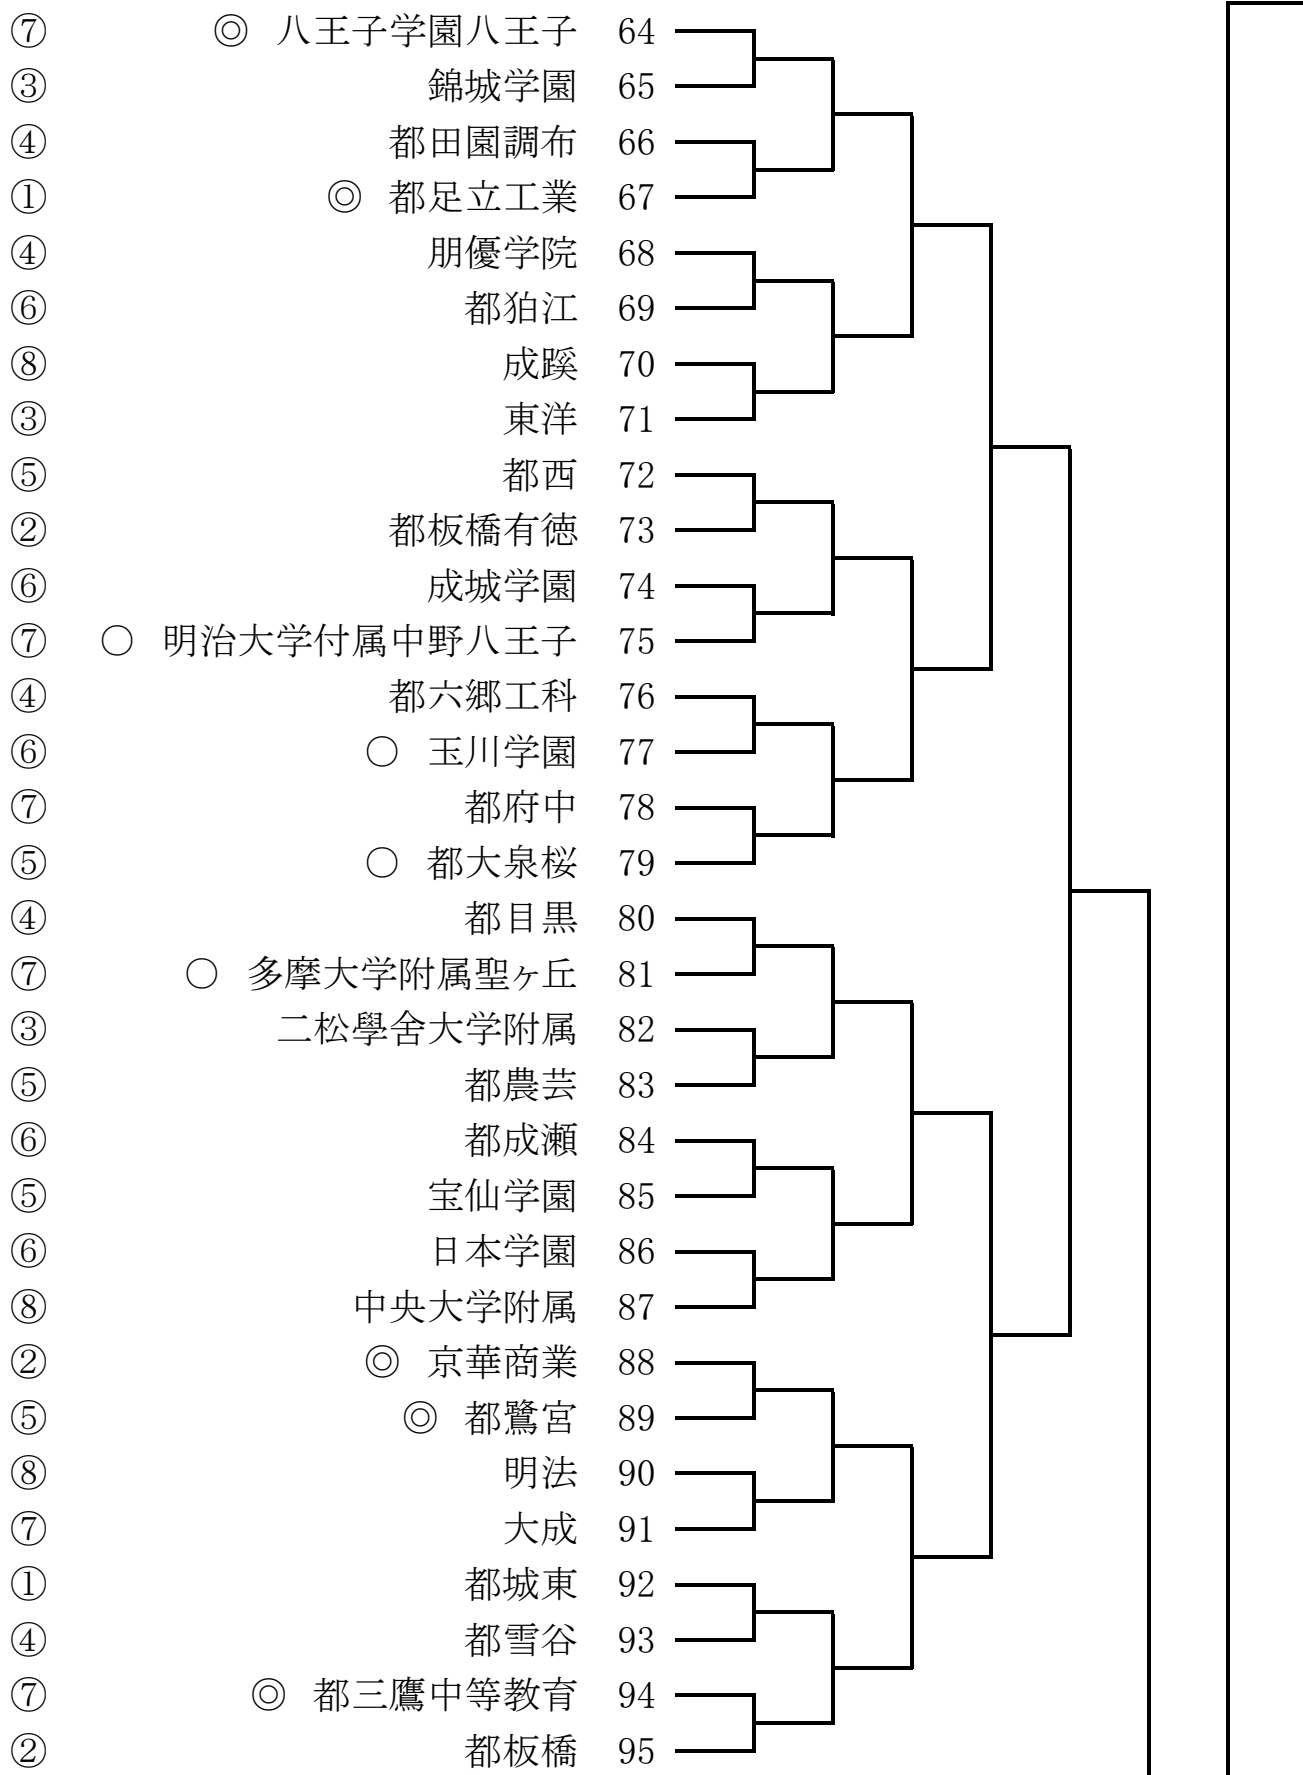 ⑦ ◎ 八王子学園八王子 64
③ 錦城学園 65
④ 都田園調布 66
① ◎ 都足立工業 67
④ 朋優学院 68
⑥ 都狛江 69
⑧ 成蹊 70
③ 東洋 71
⑤ 都西 72
② 都板橋有徳 73
⑥ 成城学園 74
⑦ ○ 明治大学付属中野八王子 75
④ 都六郷工科 76
⑥ ○ 玉川学園 77
⑦ 都府中 78
⑤ ○ 都大泉桜 79
④ 都目黒 80
⑦ ○ 多摩大学附属聖ヶ丘 81
③ 二松學舍大学附属 82
⑤ 都農芸 83
⑥ 都成瀬 84
⑤ 宝仙学園 85
⑥ 日本学園 86
⑧ 中央大学附属 87
② ◎ 京華商業 88
⑤ ◎ 都鷺宮 89
⑧ 明法 90
⑦ 大成 91
① 都城東 92
④ 都雪谷 93
⑦ ◎ 都三鷹中等教育 94
② 都板橋 95